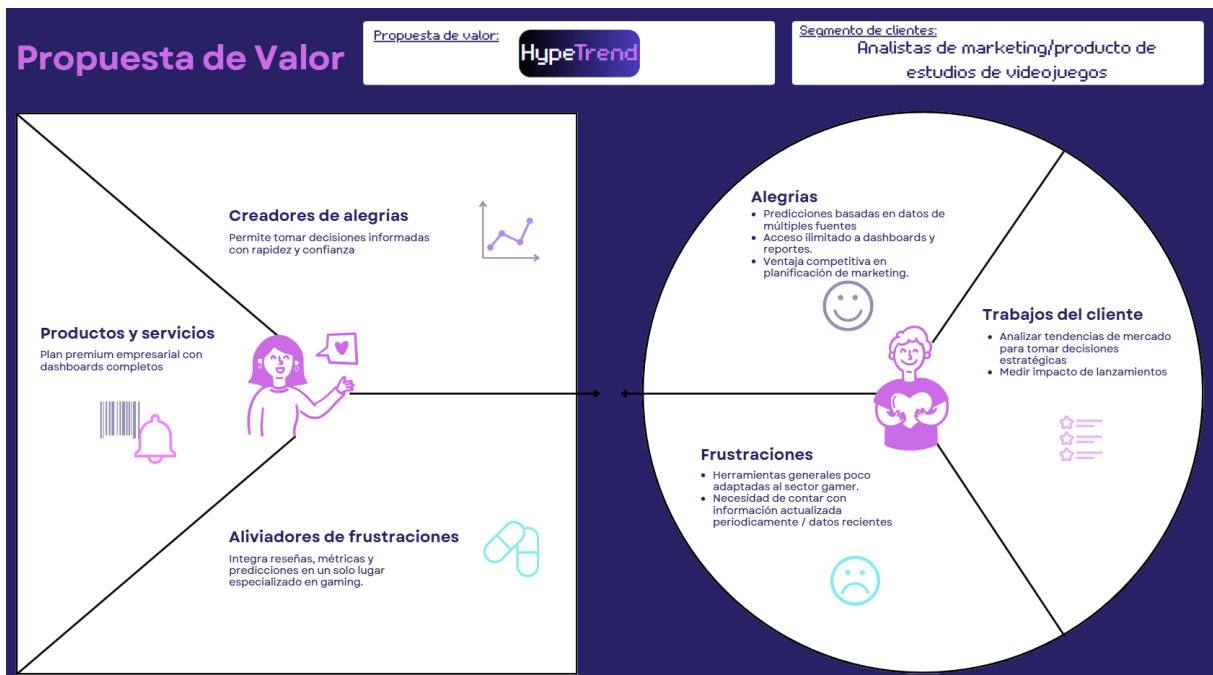 Propuesta de Valor
Propuesta de valor:
HypeTrend
Segmento de clientes:
Analistas de marketing/producto de
estudios de videojuegos
Creadores de alegrías
Permite tomar decisiones informadas
con rapidez y confianza
Productos y servicios
Plan premium empresarial con
dashboards completos
Aliviadores de frustraciones
Integra reseñas, métricas y
predicciones en un solo lugar
especializado en gaming.
Alegrías
• Predicciones basadas en datos de
múltiples fuentes
• Acceso ilimitado a dashboards y
reportes.
• Ventaja competitiva en
planificación de marketing.
Trabajos del cliente
• Analizar tendencias de mercado
para tomar decisiones
estratégicas
• Medir impacto de lanzamientos
Frustraciones
• Herramientas generales poco
adaptadas al sector gamer.
• Necesidad de contar con
información actualizada
periodicamente / datos recientes